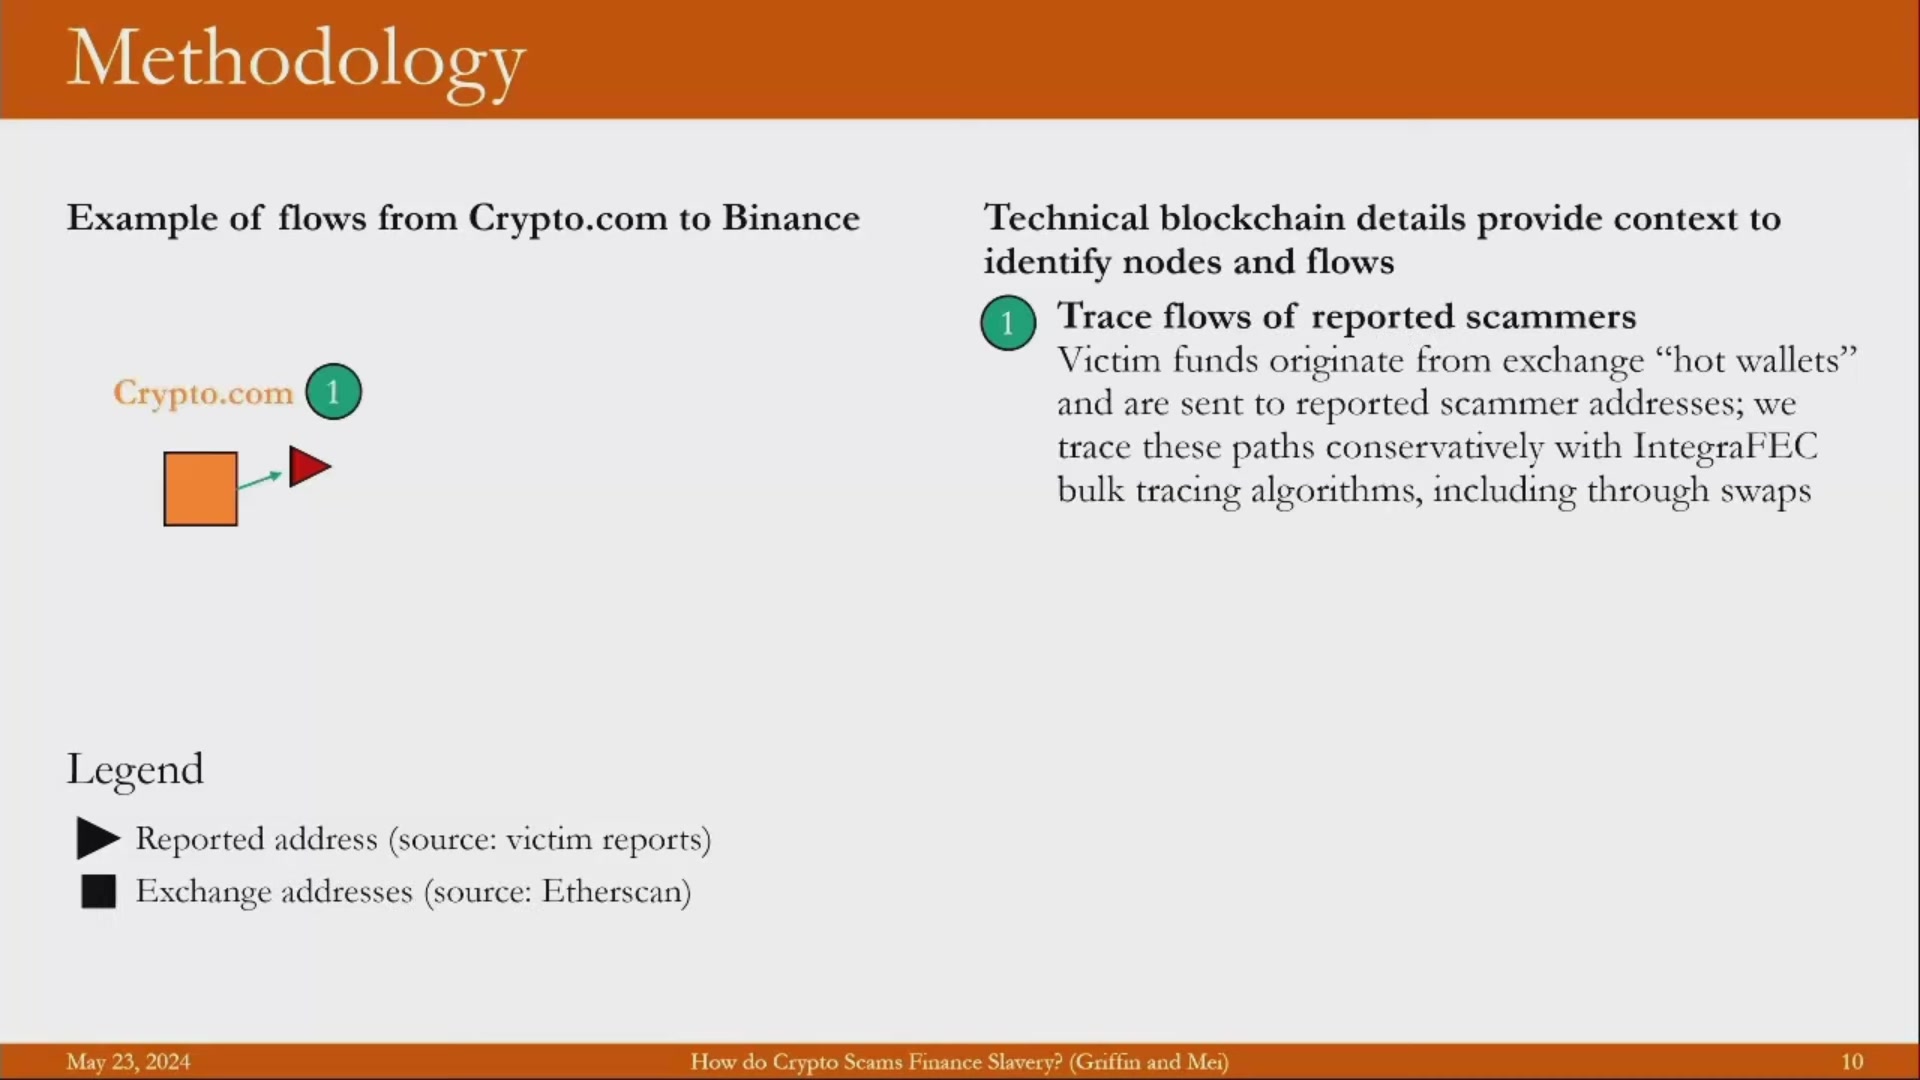 Methodology
Example of flows from Crypto.com to Binance
Crypto.com 1
Legend
Reported address (source: victim reports)
Exchange addresses (source: Etherscan)
Technical blockchain details provide context to
identify nodes and flows
1 Trace flows of reported scammers
Victim funds originate from exchange “hot wallets”
and are sent to reported scammer addresses; we
trace these paths conservatively with IntegraFEC
bulk tracing algorithms, including through swaps
May 23, 2024
How do Crypto Scams Finance Slavery? (Griffin and Mei)
10